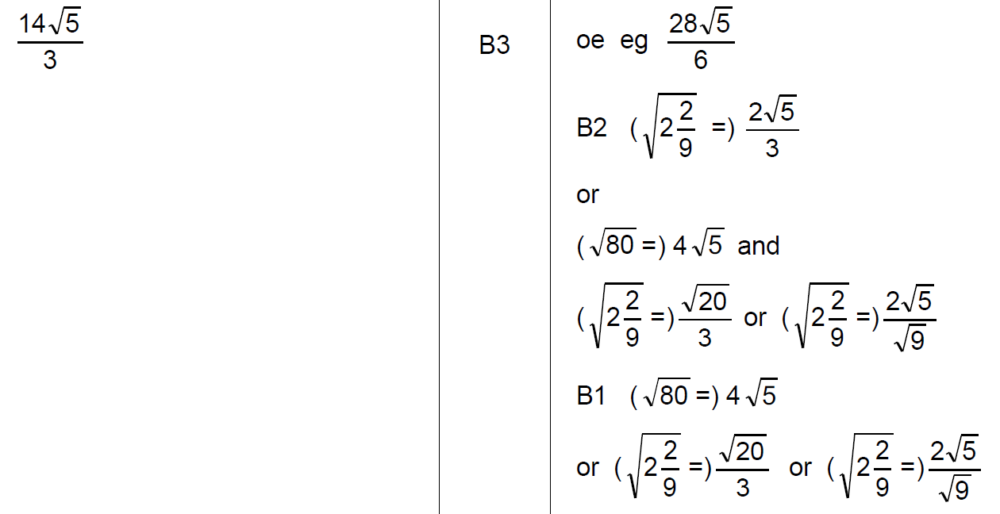 14√5/3
B3
oe eg 28√5/6
B2 (√(2 2/9) =) 2√5/3
or
(√80 =) 4√5 and
(√(2 2/9) =) √20/3 or (√(2 2/9) =) 2√5/√9
B1 (√80 =) 4√5
or (√(2 2/9) =) √20/3 or (√(2 2/9) =) 2√5/√9